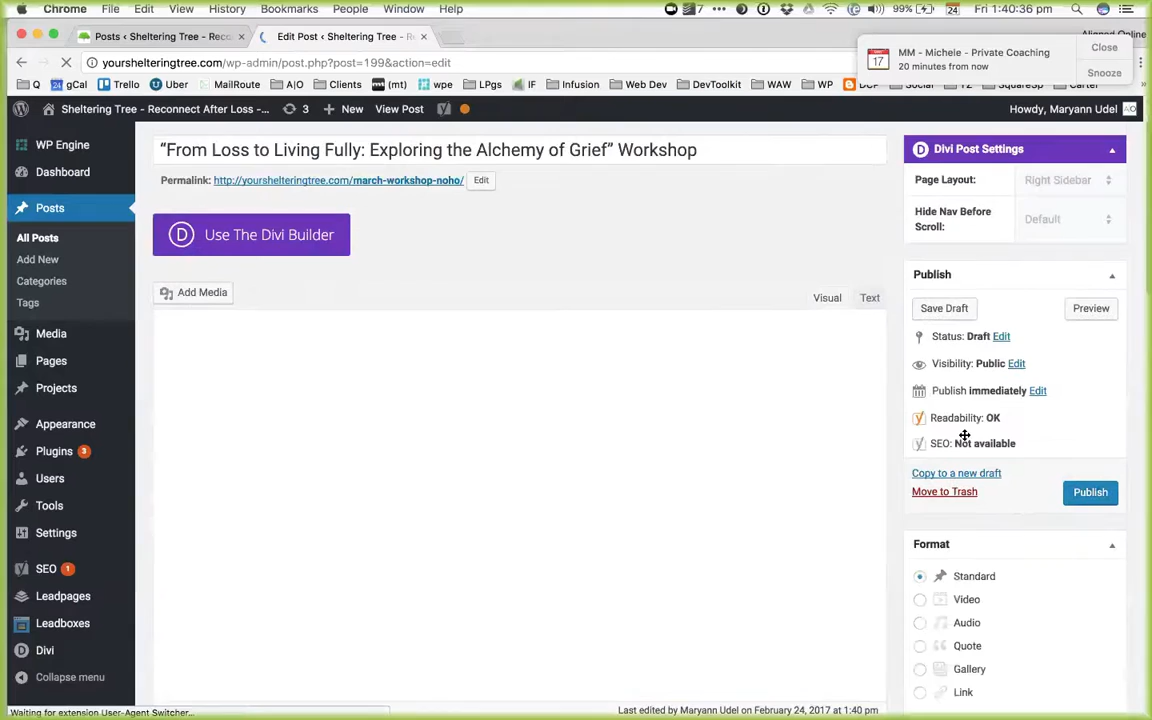 Chrome File Edit View History Bookmarks People Window Help
7 99% 24 Fri 1:40:36 pm
Posts ‹ Sheltering Tree - Reco
Edit Post ‹ Sheltering Tree - Re
yourshelteringtree.com/wp-admin/post.php?post=199&action=edit
17
MM - Michele - Private Coaching
20 minutes from now
Close
Snooze
Q gCal Trello Uber Clients A|O (mt) wpe LPgs IF Infusion Web Dev DevToolkit WAW WP
Sheltering Tree - Reconnect After Loss -... 3 New View Post
Howdy, Maryann Udel
WP Engine
Dashboard
Posts
All Posts
Add New
Categories
Tags
Media
Pages
Projects
Appearance
Plugins 3
Users
Tools
Settings
SEO 1
Leadpages
Leadboxes
Divi
Collapse menu
“From Loss to Living Fully: Exploring the Alchemy of Grief” Workshop
Permalink: http://yourshelteringtree.com/march-workshop-noho/ Edit
D Use The Divi Builder
Add Media
Visual Text
Last edited by Maryann Udel on February 24, 2017 at 1:40 pm
D Divi Post Settings
Page Layout: Right Sidebar
Hide Nav Before Scroll: Default
Publish
Save Draft Preview
Status: Draft Edit
Visibility: Public Edit
Publish immediately Edit
Readability: OK
SEO: Not available
Copy to a new draft
Move to Trash
Publish
Format
Standard
Video
Audio
Quote
Gallery
Link
Waiting for extension User-Agent Switcher...